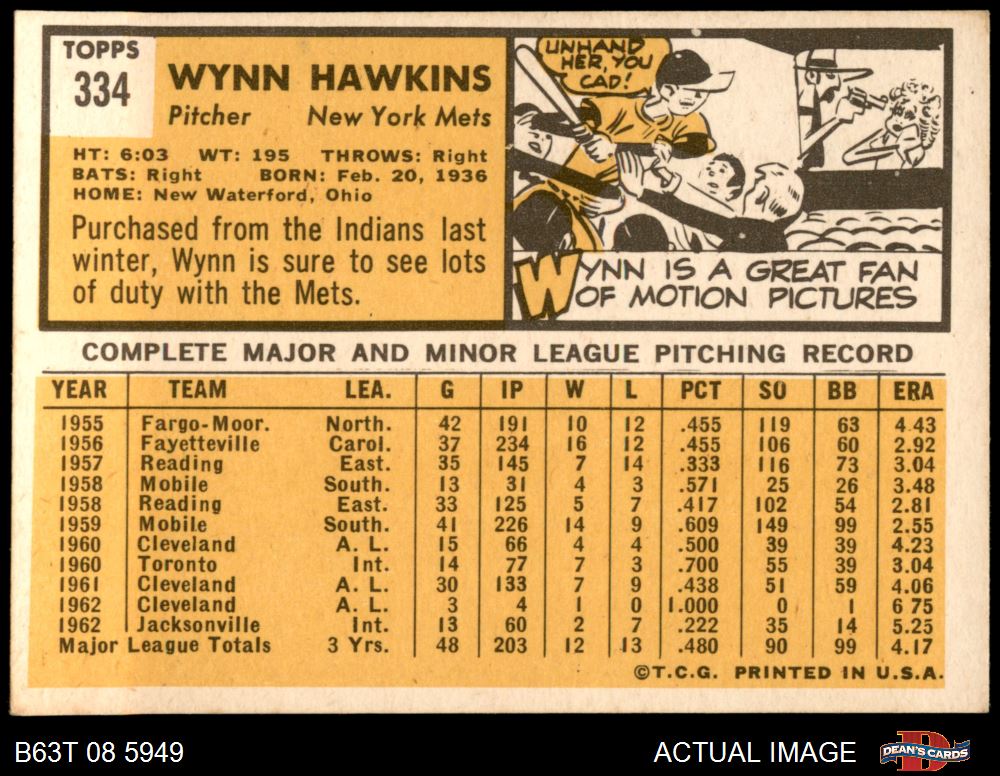 TOPPS
334
WYNN HAWKINS
Pitcher New York Mets
HT: 6:03 WT: 195 THROWS: Right
BATS: Right BORN: Feb. 20, 1936
HOME: New Waterford, Ohio
Purchased from the Indians last
winter, Wynn is sure to see lots
of duty with the Mets.
UNHAND
HER, YOU
CAD!
WYNN IS A GREAT FAN
OF MOTION PICTURES
COMPLETE MAJOR AND MINOR LEAGUE PITCHING RECORD
YEAR TEAM LEA. G IP W L PCT SO BB ERA
1955 Fargo-Moor. North. 42 191 10 12 .455 119 63 4.43
1956 Fayetteville Carol. 37 234 16 12 .455 106 60 2.92
1957 Reading East. 35 145 7 14 .333 116 73 3.04
1958 Mobile South. 13 31 4 3 .571 25 26 3.48
1958 Reading East. 33 125 5 7 .417 102 54 2.81
1959 Mobile South. 41 226 14 9 .609 149 99 2.55
1960 Cleveland A. L. 15 66 4 4 .500 39 39 4.23
1960 Toronto Int. 14 77 7 3 .700 55 39 3.04
1961 Cleveland A. L. 30 133 7 9 .438 51 59 4.06
1962 Cleveland A. L. 3 4 1 0 1.000 0 1 6 75
1962 Jacksonville Int. 13 60 2 7 .222 35 14 5.25
Major League Totals 3 Yrs. 48 203 12 13 .480 90 99 4.17
©T.C.G. PRINTED IN U.S.A.
B63T 08 5949 ACTUAL IMAGE DEAN'S CARDS